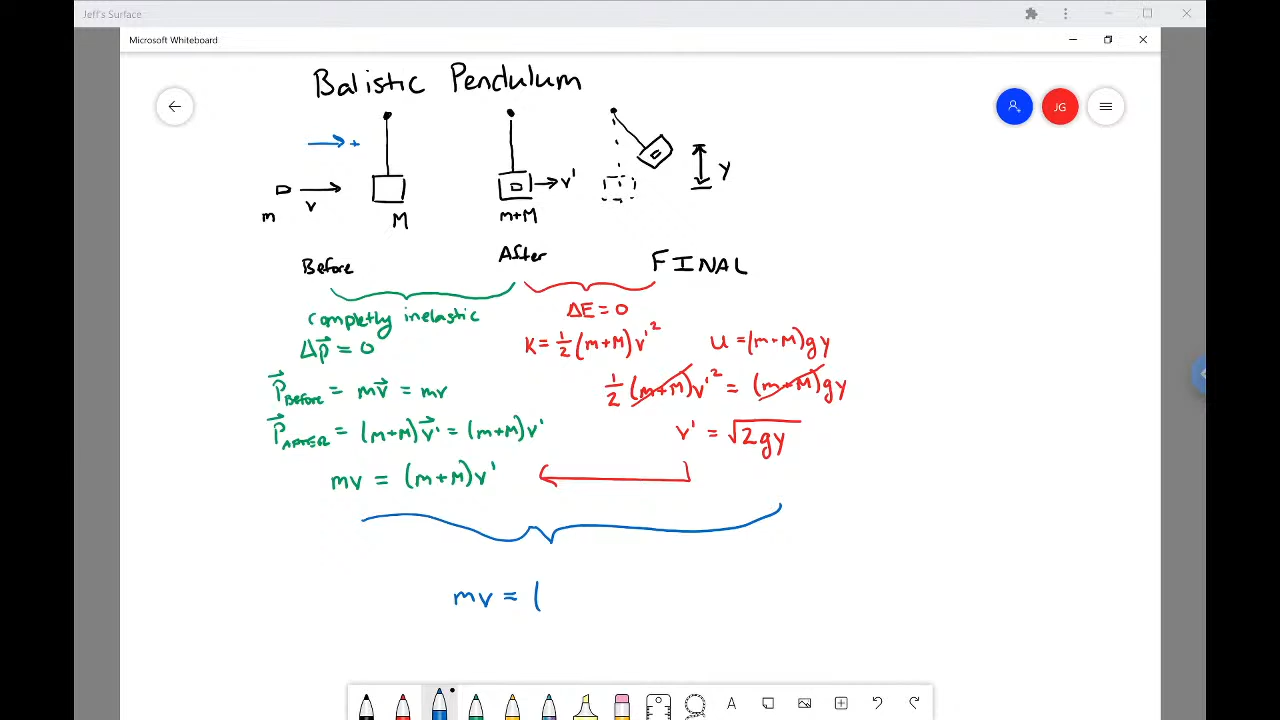 Jeff's Surface
Microsoft Whiteboard
Balistic Pendulum
JG
→ +
m v M
v'
m+M
y
Before After FINAL
Completly inelastic
ΔE = 0
Δp⃗ = 0
K = ½(m+M)v'² U = (m+M)gy
P⃗Before = mv⃗ = mv
½(m+M)v'² = (m+M)gy
P⃗AFTER = (m+M)v⃗' = (m+M)v'
v' = √2gy
mv = (m+M)v'
mv = (
A